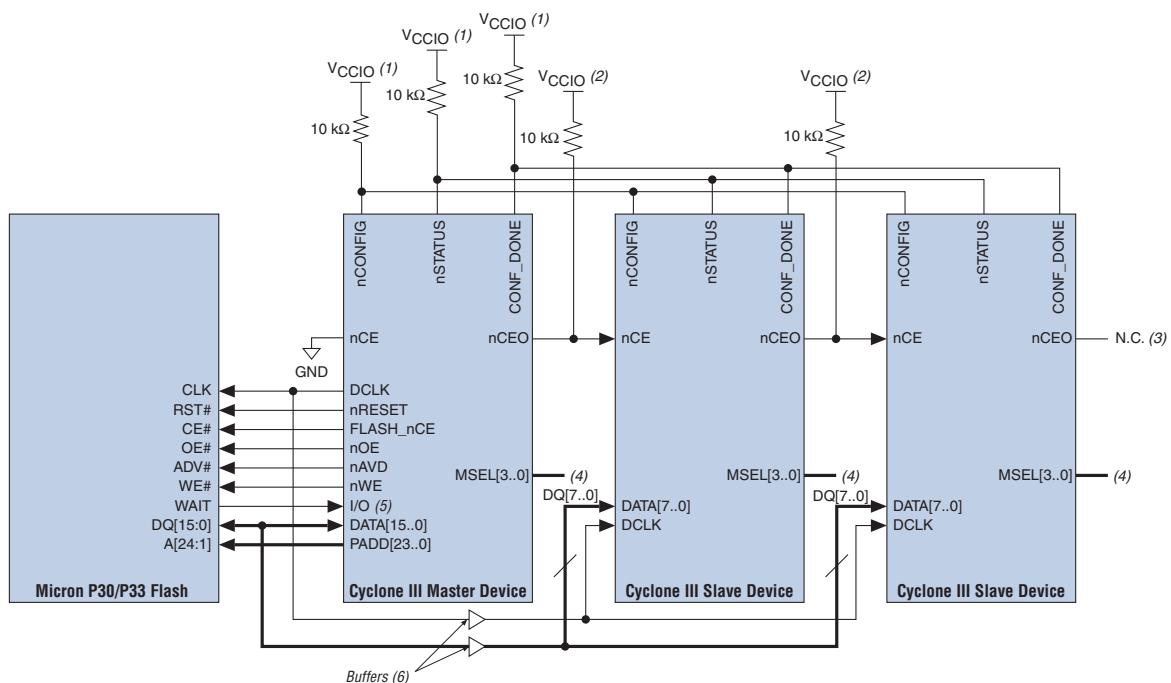 VCCIO (1)
VCCIO (1)
VCCIO (1)
VCCIO (2)
VCCIO (2)
10 kΩ
10 kΩ
10 kΩ
10 kΩ
10 kΩ
nCONFIG
nSTATUS
CONF_DONE
nCONFIG
nSTATUS
CONF_DONE
nCONFIG
nSTATUS
CONF_DONE
nCE
nCEO
nCE
nCEO
nCE
nCEO
N.C. (3)
GND
CLK
DCLK
RST#
nRESET
CE#
FLASH_nCE
OE#
nOE
ADV#
nAVD
WE#
nWE
WAIT
I/O (5)
DQ[15:0]
DATA[15..0]
A[24:1]
PADD[23..0]
MSEL[3..0]
(4)
MSEL[3..0]
(4)
MSEL[3..0]
(4)
DQ[7..0]
DATA[7..0]
DCLK
DQ[7..0]
DATA[7..0]
DCLK
Micron P30/P33 Flash
Cyclone III Master Device
Cyclone III Slave Device
Cyclone III Slave Device
Buffers (6)